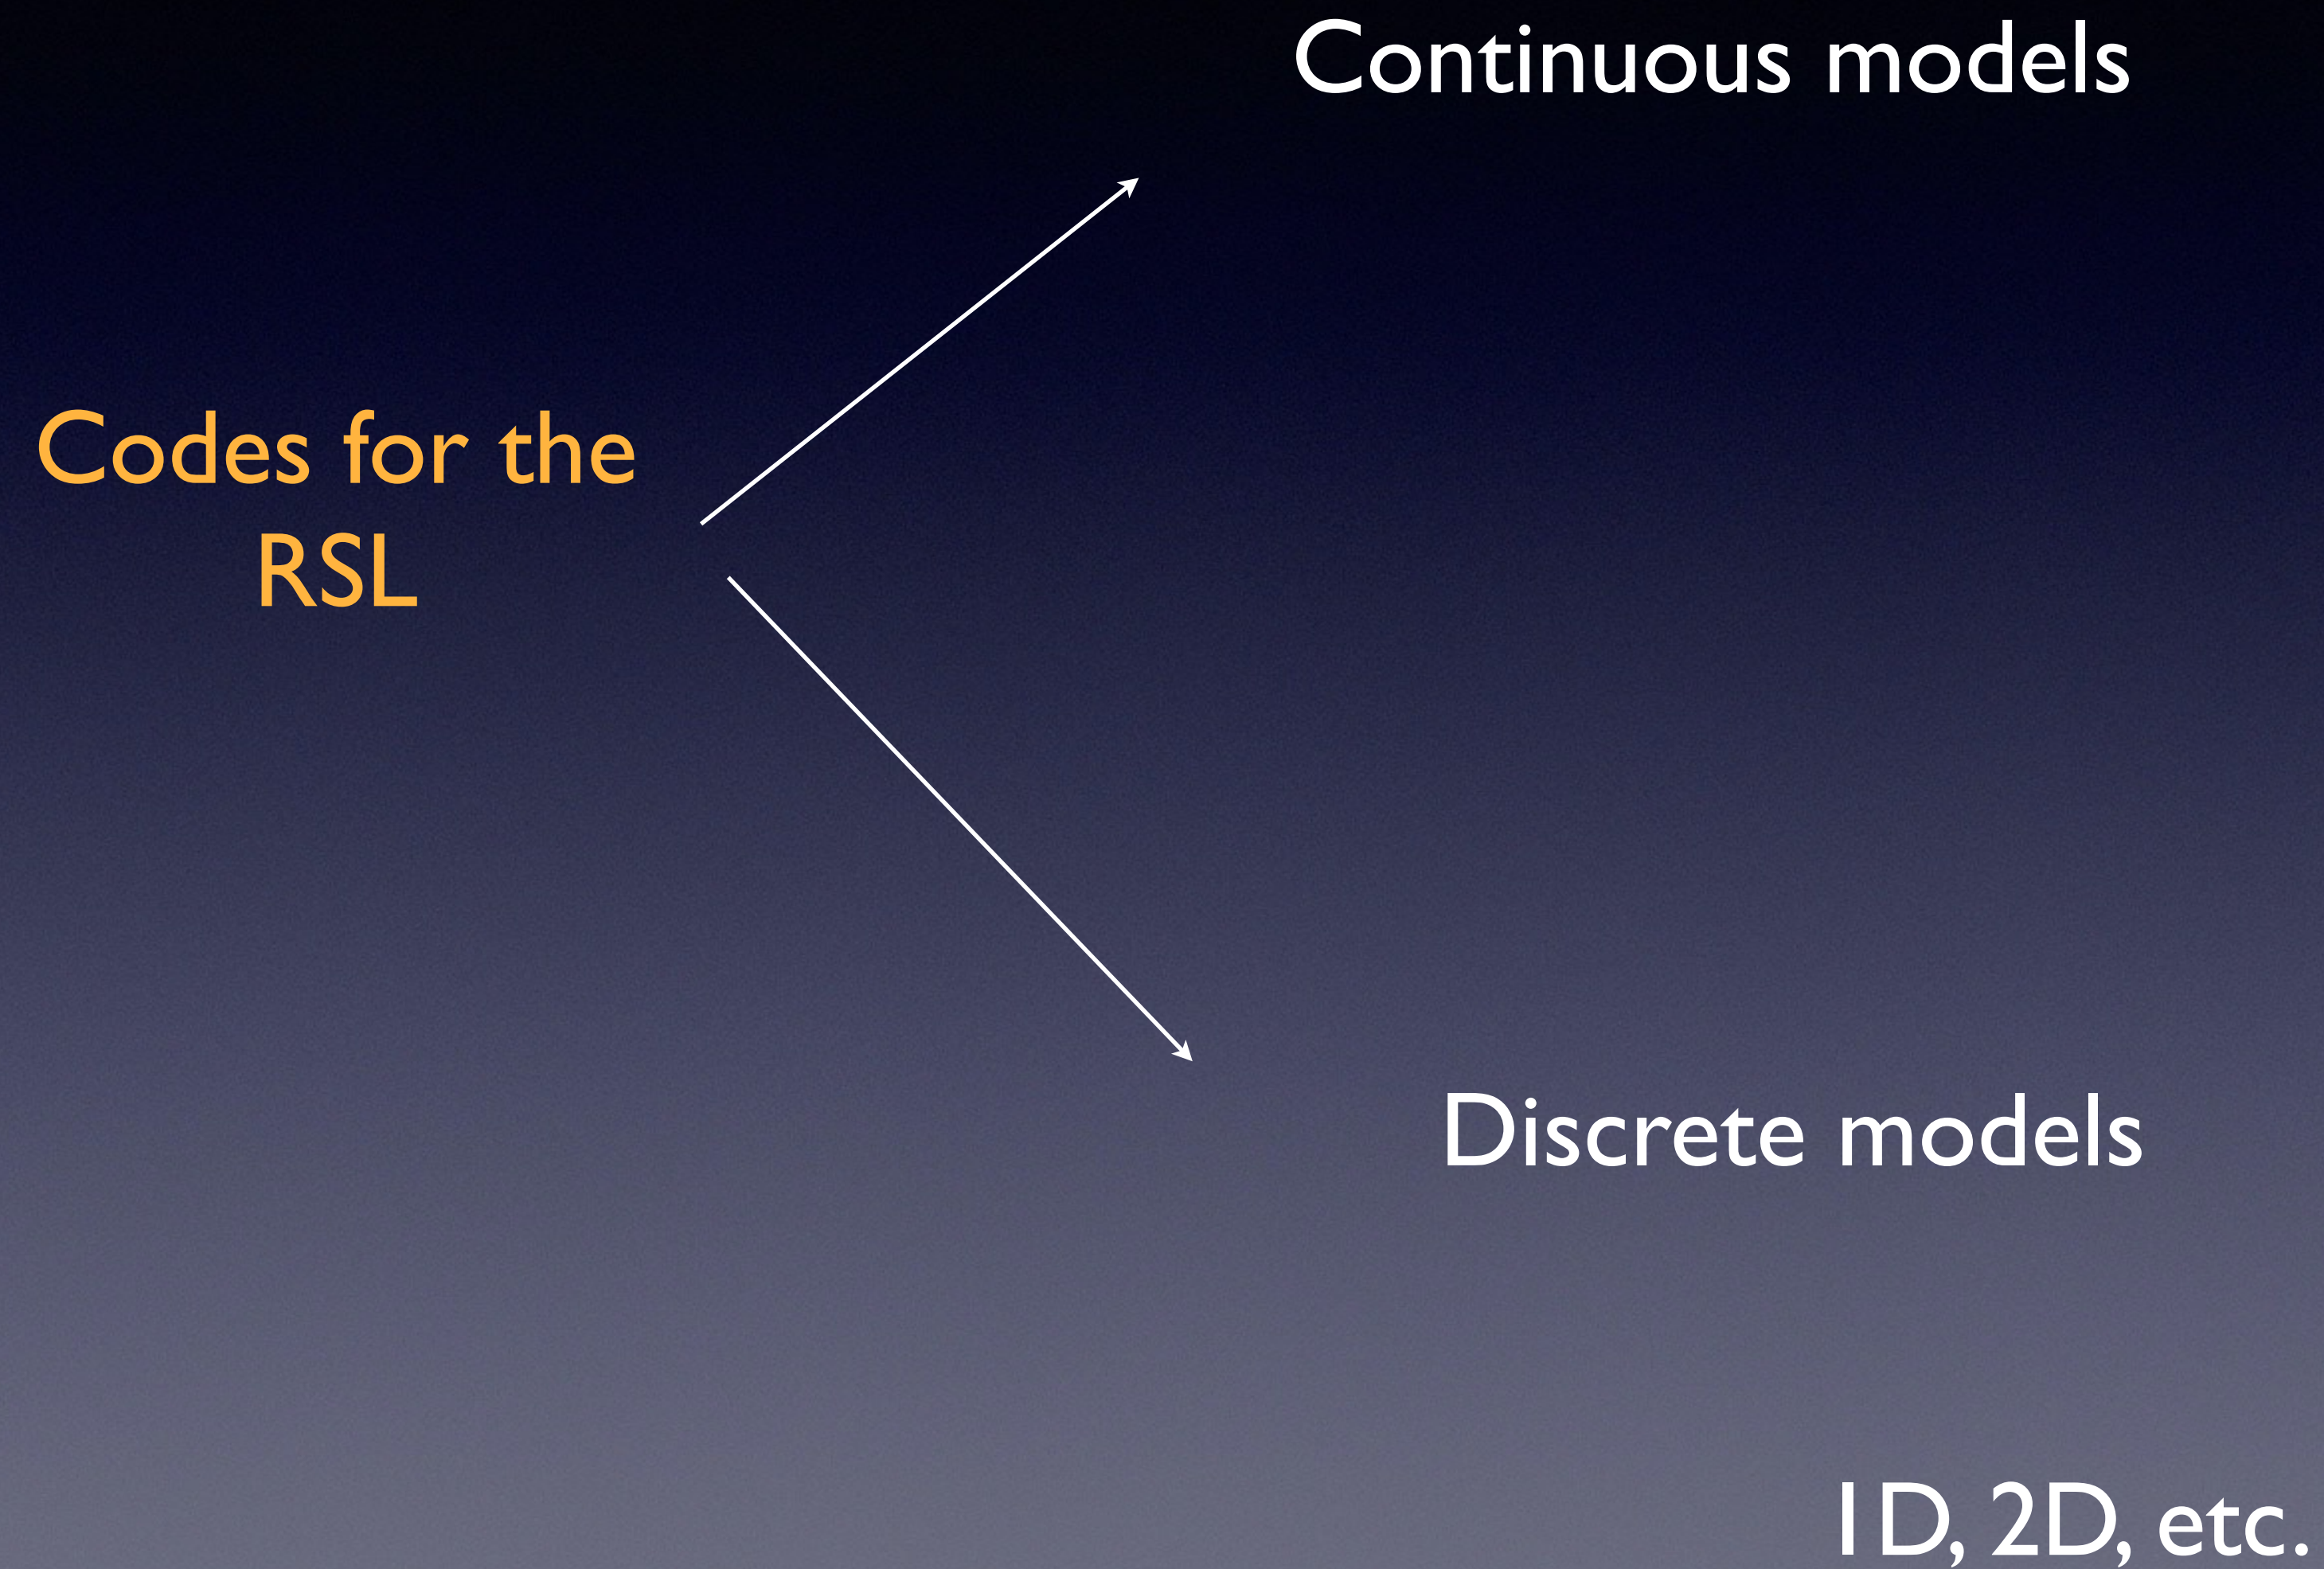 Continuous models
Codes for the
RSL
Discrete models
1D, 2D, etc.